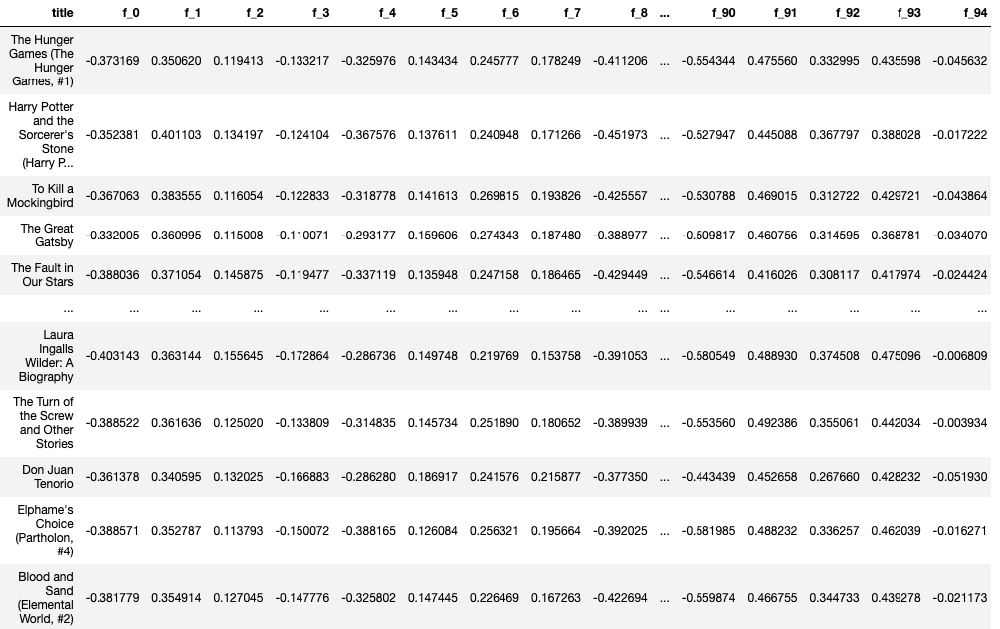 title f_0 f_1 f_2 f_3 f_4 f_5 f_6 f_7 f_8 ... f_90 f_91 f_92 f_93 f_94
The Hunger
Games (The
Hunger
Games, #1) -0.373169 0.350620 0.119413 -0.133217 -0.325976 0.143434 0.245777 0.178249 -0.411206 ... -0.554344 0.475560 0.332995 0.435598 -0.045632
Harry Potter
and the
Sorcerer's
Stone
(Harry P... -0.352381 0.401103 0.134197 -0.124104 -0.367576 0.137611 0.240948 0.171266 -0.451973 ... -0.527947 0.445088 0.367797 0.388028 -0.017222
To Kill a
Mockingbird -0.367063 0.383555 0.116054 -0.122833 -0.318778 0.141613 0.269815 0.193826 -0.425557 ... -0.530788 0.469015 0.312722 0.429721 -0.043864
The Great
Gatsby -0.332005 0.360995 0.115008 -0.110071 -0.293177 0.159606 0.274343 0.187480 -0.388977 ... -0.509817 0.460756 0.314595 0.368781 -0.034070
The Fault in
Our Stars -0.388036 0.371054 0.145875 -0.119477 -0.337119 0.135948 0.247158 0.186465 -0.429449 ... -0.546614 0.416026 0.308117 0.417974 -0.024424
... ... ... ... ... ... ... ... ... ... ... ... ... ... ... ...
Laura
Ingalls
Wilder: A
Biography -0.403143 0.363144 0.155645 -0.172864 -0.286736 0.149748 0.219769 0.153758 -0.391053 ... -0.580549 0.488930 0.374508 0.475096 -0.006809
The Turn of
the Screw
and Other
Stories -0.388522 0.361636 0.125020 -0.133809 -0.314835 0.145734 0.251890 0.180652 -0.389939 ... -0.553560 0.492386 0.355061 0.442034 -0.003934
Don Juan
Tenorio -0.361378 0.340595 0.132025 -0.166883 -0.286280 0.186917 0.241576 0.215877 -0.377350 ... -0.443439 0.452658 0.267660 0.428232 -0.051930
Elphame's
Choice
(Partholon,
#4) -0.388571 0.352787 0.113793 -0.150072 -0.388165 0.126084 0.256321 0.195664 -0.392025 ... -0.581985 0.488232 0.336257 0.462039 -0.016271
Blood and
Sand
(Elemental
World, #2) -0.381779 0.354914 0.127045 -0.147776 -0.325802 0.147445 0.226469 0.167263 -0.422694 ... -0.559874 0.466755 0.344733 0.439278 -0.021173